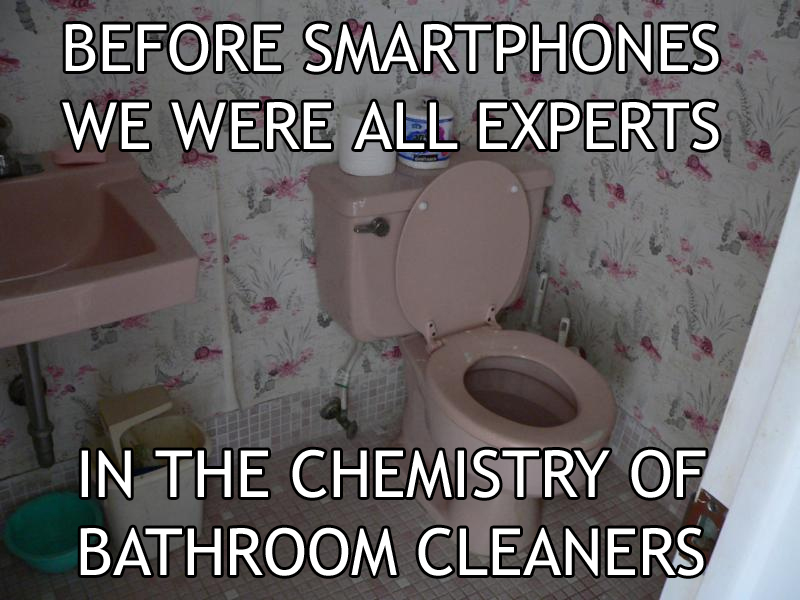 BEFORE SMARTPHONES
WE WERE ALL EXPERTS
IN THE CHEMISTRY OF
BATHROOM CLEANERS